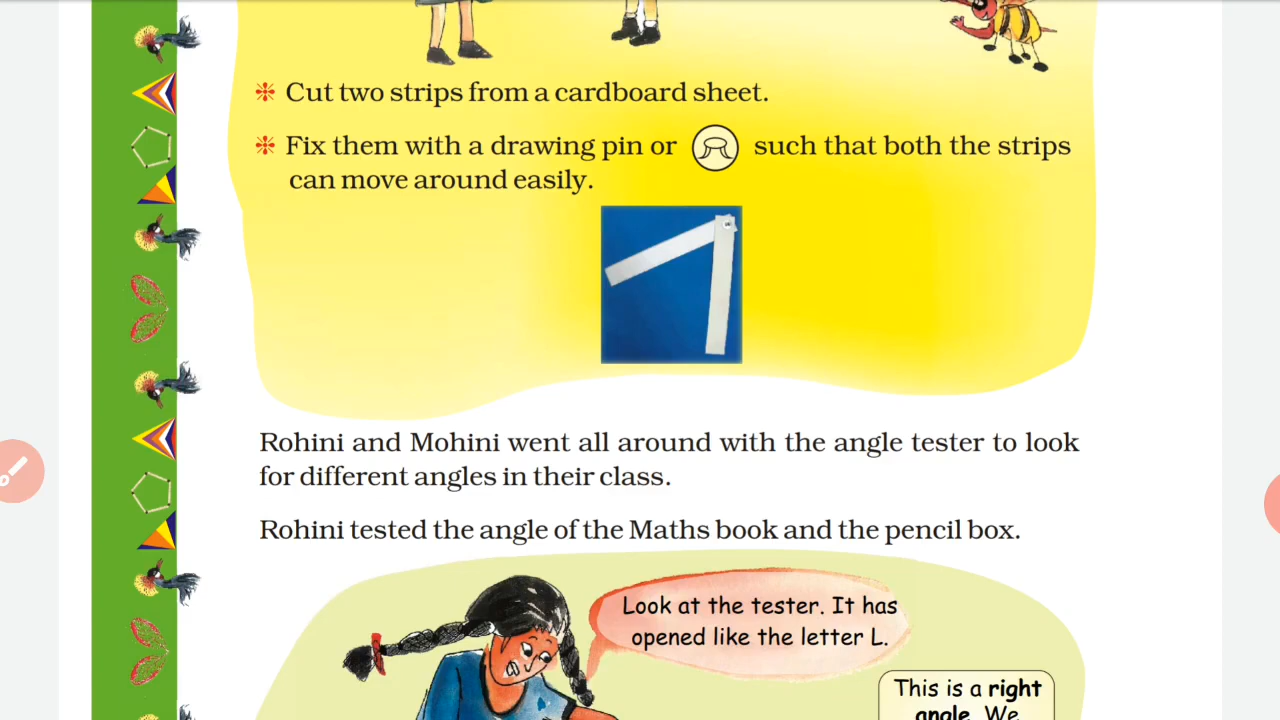 Cut two strips from a cardboard sheet.
Fix them with a drawing pin or such that both the strips
can move around easily.
Rohini and Mohini went all around with the angle tester to look
for different angles in their class.
Rohini tested the angle of the Maths book and the pencil box.
Look at the tester. It has
opened like the letter L.
This is a right
angle. We